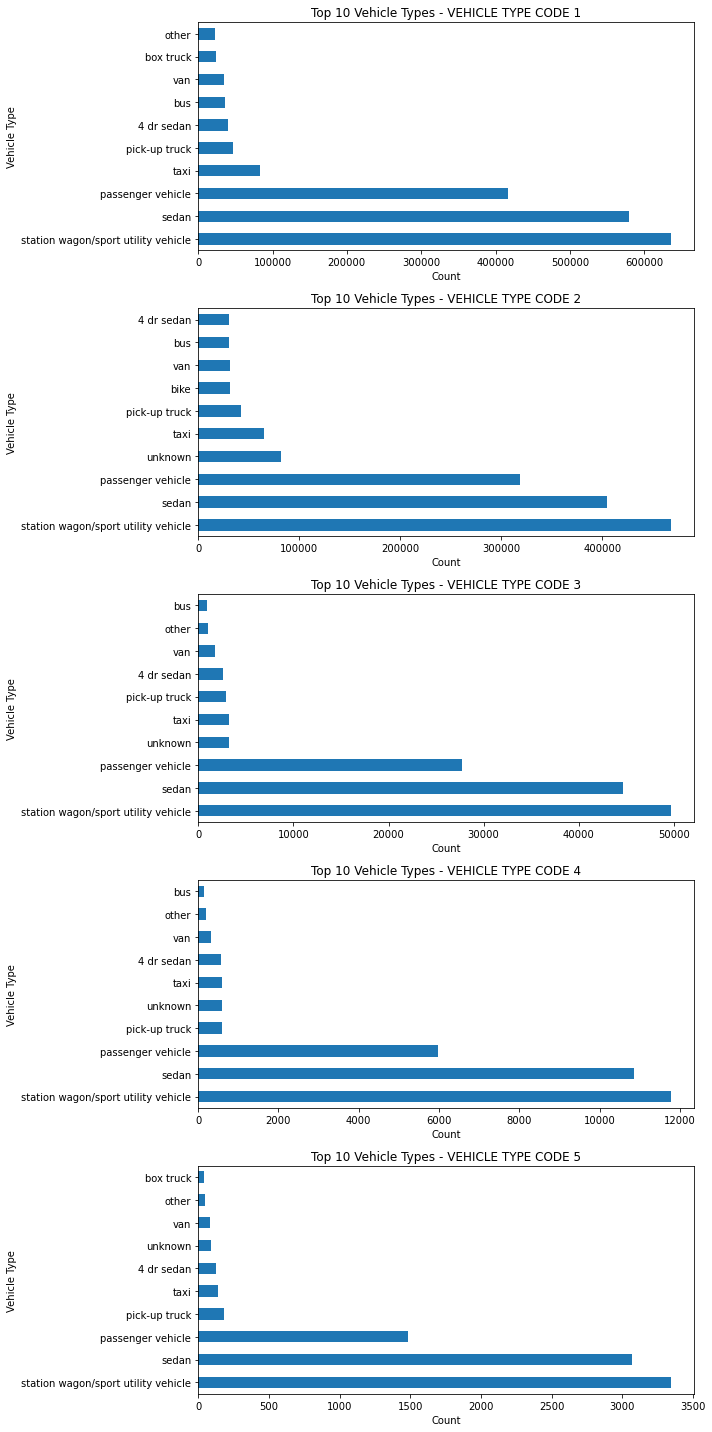 Top 10 Vehicle Types - VEHICLE TYPE CODE 1
Vehicle Type
other
box truck
van
bus
4 dr sedan
pick-up truck
taxi
passenger vehicle
sedan
station wagon/sport utility vehicle
0 100000 200000 300000 400000 500000 600000
Count
Top 10 Vehicle Types - VEHICLE TYPE CODE 2
Vehicle Type
4 dr sedan
bus
van
bike
pick-up truck
taxi
unknown
passenger vehicle
sedan
station wagon/sport utility vehicle
0 100000 200000 300000 400000
Count
Top 10 Vehicle Types - VEHICLE TYPE CODE 3
Vehicle Type
bus
other
van
4 dr sedan
pick-up truck
taxi
unknown
passenger vehicle
sedan
station wagon/sport utility vehicle
0 10000 20000 30000 40000 50000
Count
Top 10 Vehicle Types - VEHICLE TYPE CODE 4
Vehicle Type
bus
other
van
4 dr sedan
taxi
unknown
pick-up truck
passenger vehicle
sedan
station wagon/sport utility vehicle
0 2000 4000 6000 8000 10000 12000
Count
Top 10 Vehicle Types - VEHICLE TYPE CODE 5
Vehicle Type
box truck
other
van
unknown
4 dr sedan
taxi
pick-up truck
passenger vehicle
sedan
station wagon/sport utility vehicle
0 500 1000 1500 2000 2500 3000 3500
Count